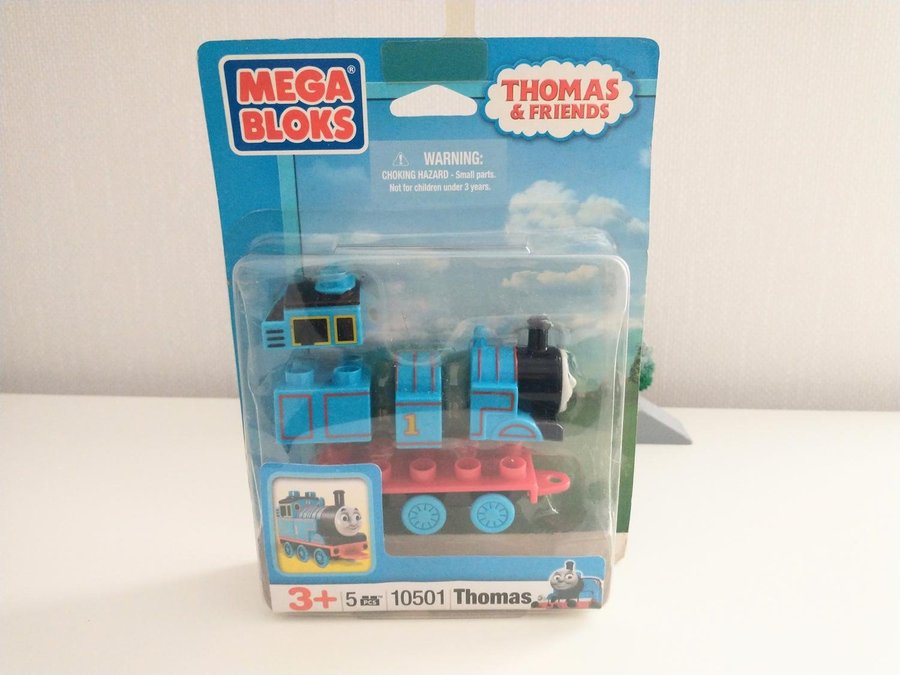 MEGA
BLOKS®
THOMAS
& FRIENDS
WARNING:
CHOKING HAZARD - Small parts.
Not for children under 3 years.
1
3+ 5 PCS 10501 Thomas